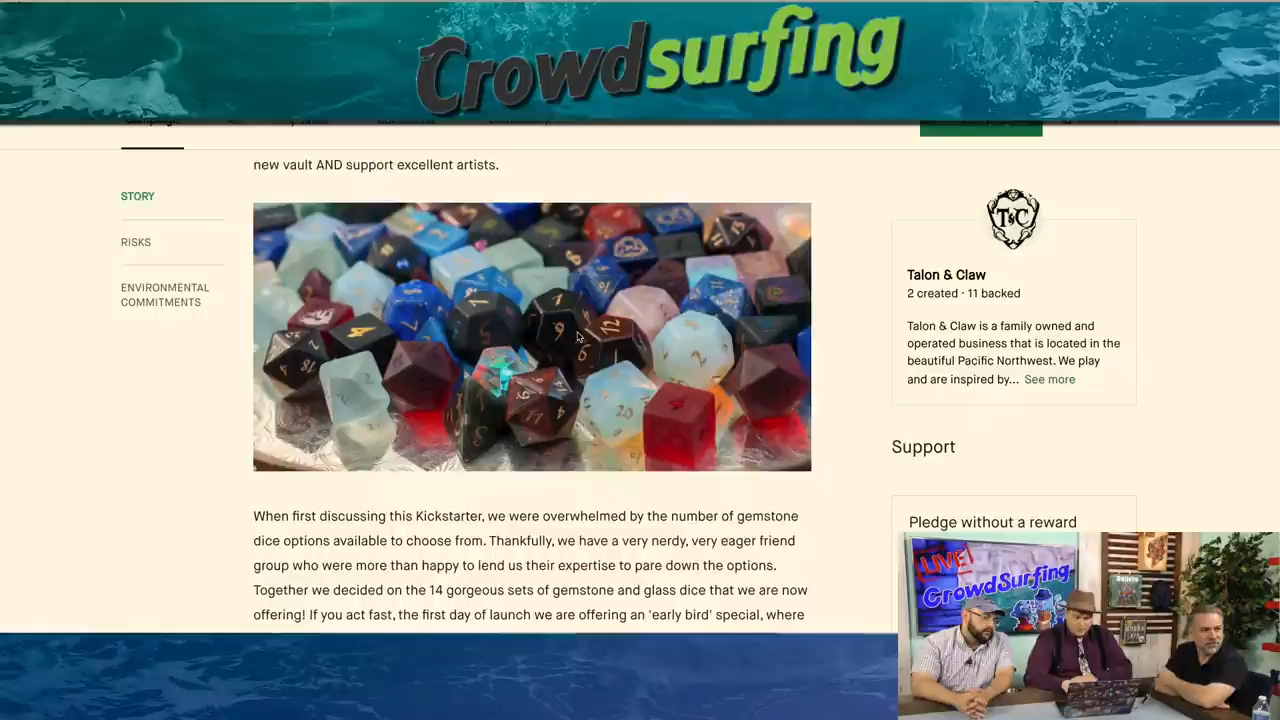 Crowdsurfing
new vault AND support excellent artists.
STORY
RISKS
ENVIRONMENTAL
COMMITMENTS
T&C
Talon & Claw
2 created · 11 backed
Talon & Claw is a family owned and
operated business that is located in the
beautiful Pacific Northwest. We play
and are inspired by... See more
Support
Pledge without a reward
When first discussing this Kickstarter, we were overwhelmed by the number of gemstone
dice options available to choose from. Thankfully, we have a very nerdy, very eager friend
group who were more than happy to lend us their expertise to pare down the options.
Together we decided on the 14 gorgeous sets of gemstone and glass dice that we are now
offering! If you act fast, the first day of launch we are offering an 'early bird' special, where
LIVE!
CrowdSurfing